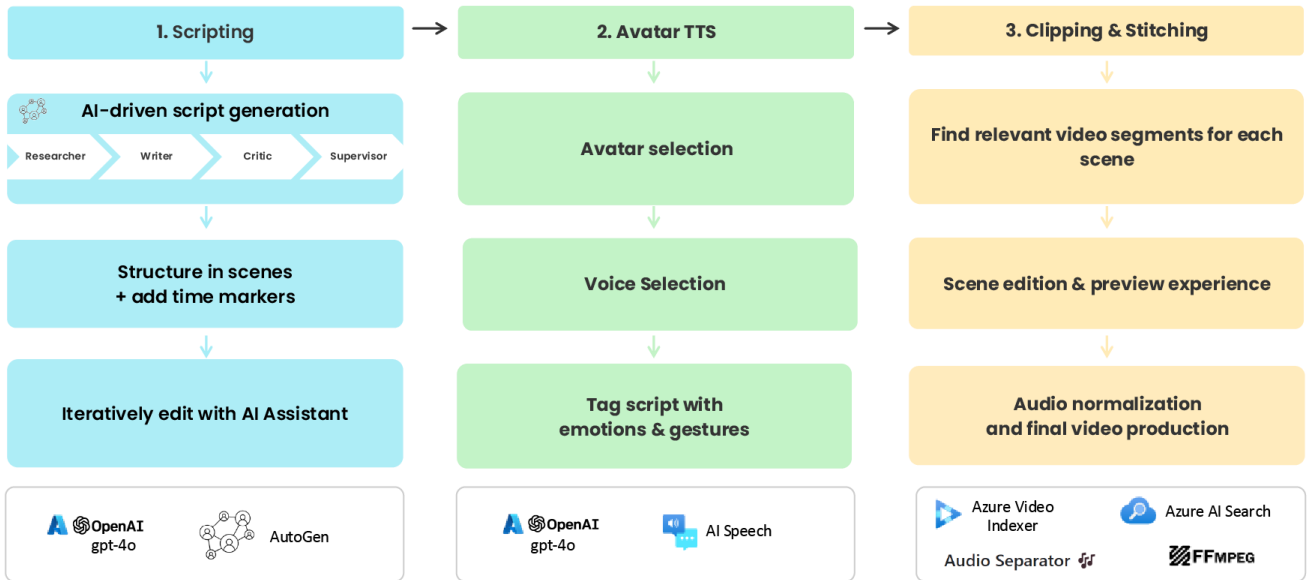 1. Scripting
AI-driven script generation
Researcher
Writer
Critic
Supervisor
Structure in scenes
+ add time markers
Iteratively edit with AI Assistant
OpenAI
gpt-4o
AutoGen
2. Avatar TTS
Avatar selection
Voice Selection
Tag script with
emotions & gestures
OpenAI
gpt-4o
AI Speech
3. Clipping & Stitching
Find relevant video segments for each
scene
Scene edition & preview experience
Audio normalization
and final video production
Azure Video
Indexer
Azure AI Search
Audio Separator
FFMPEG